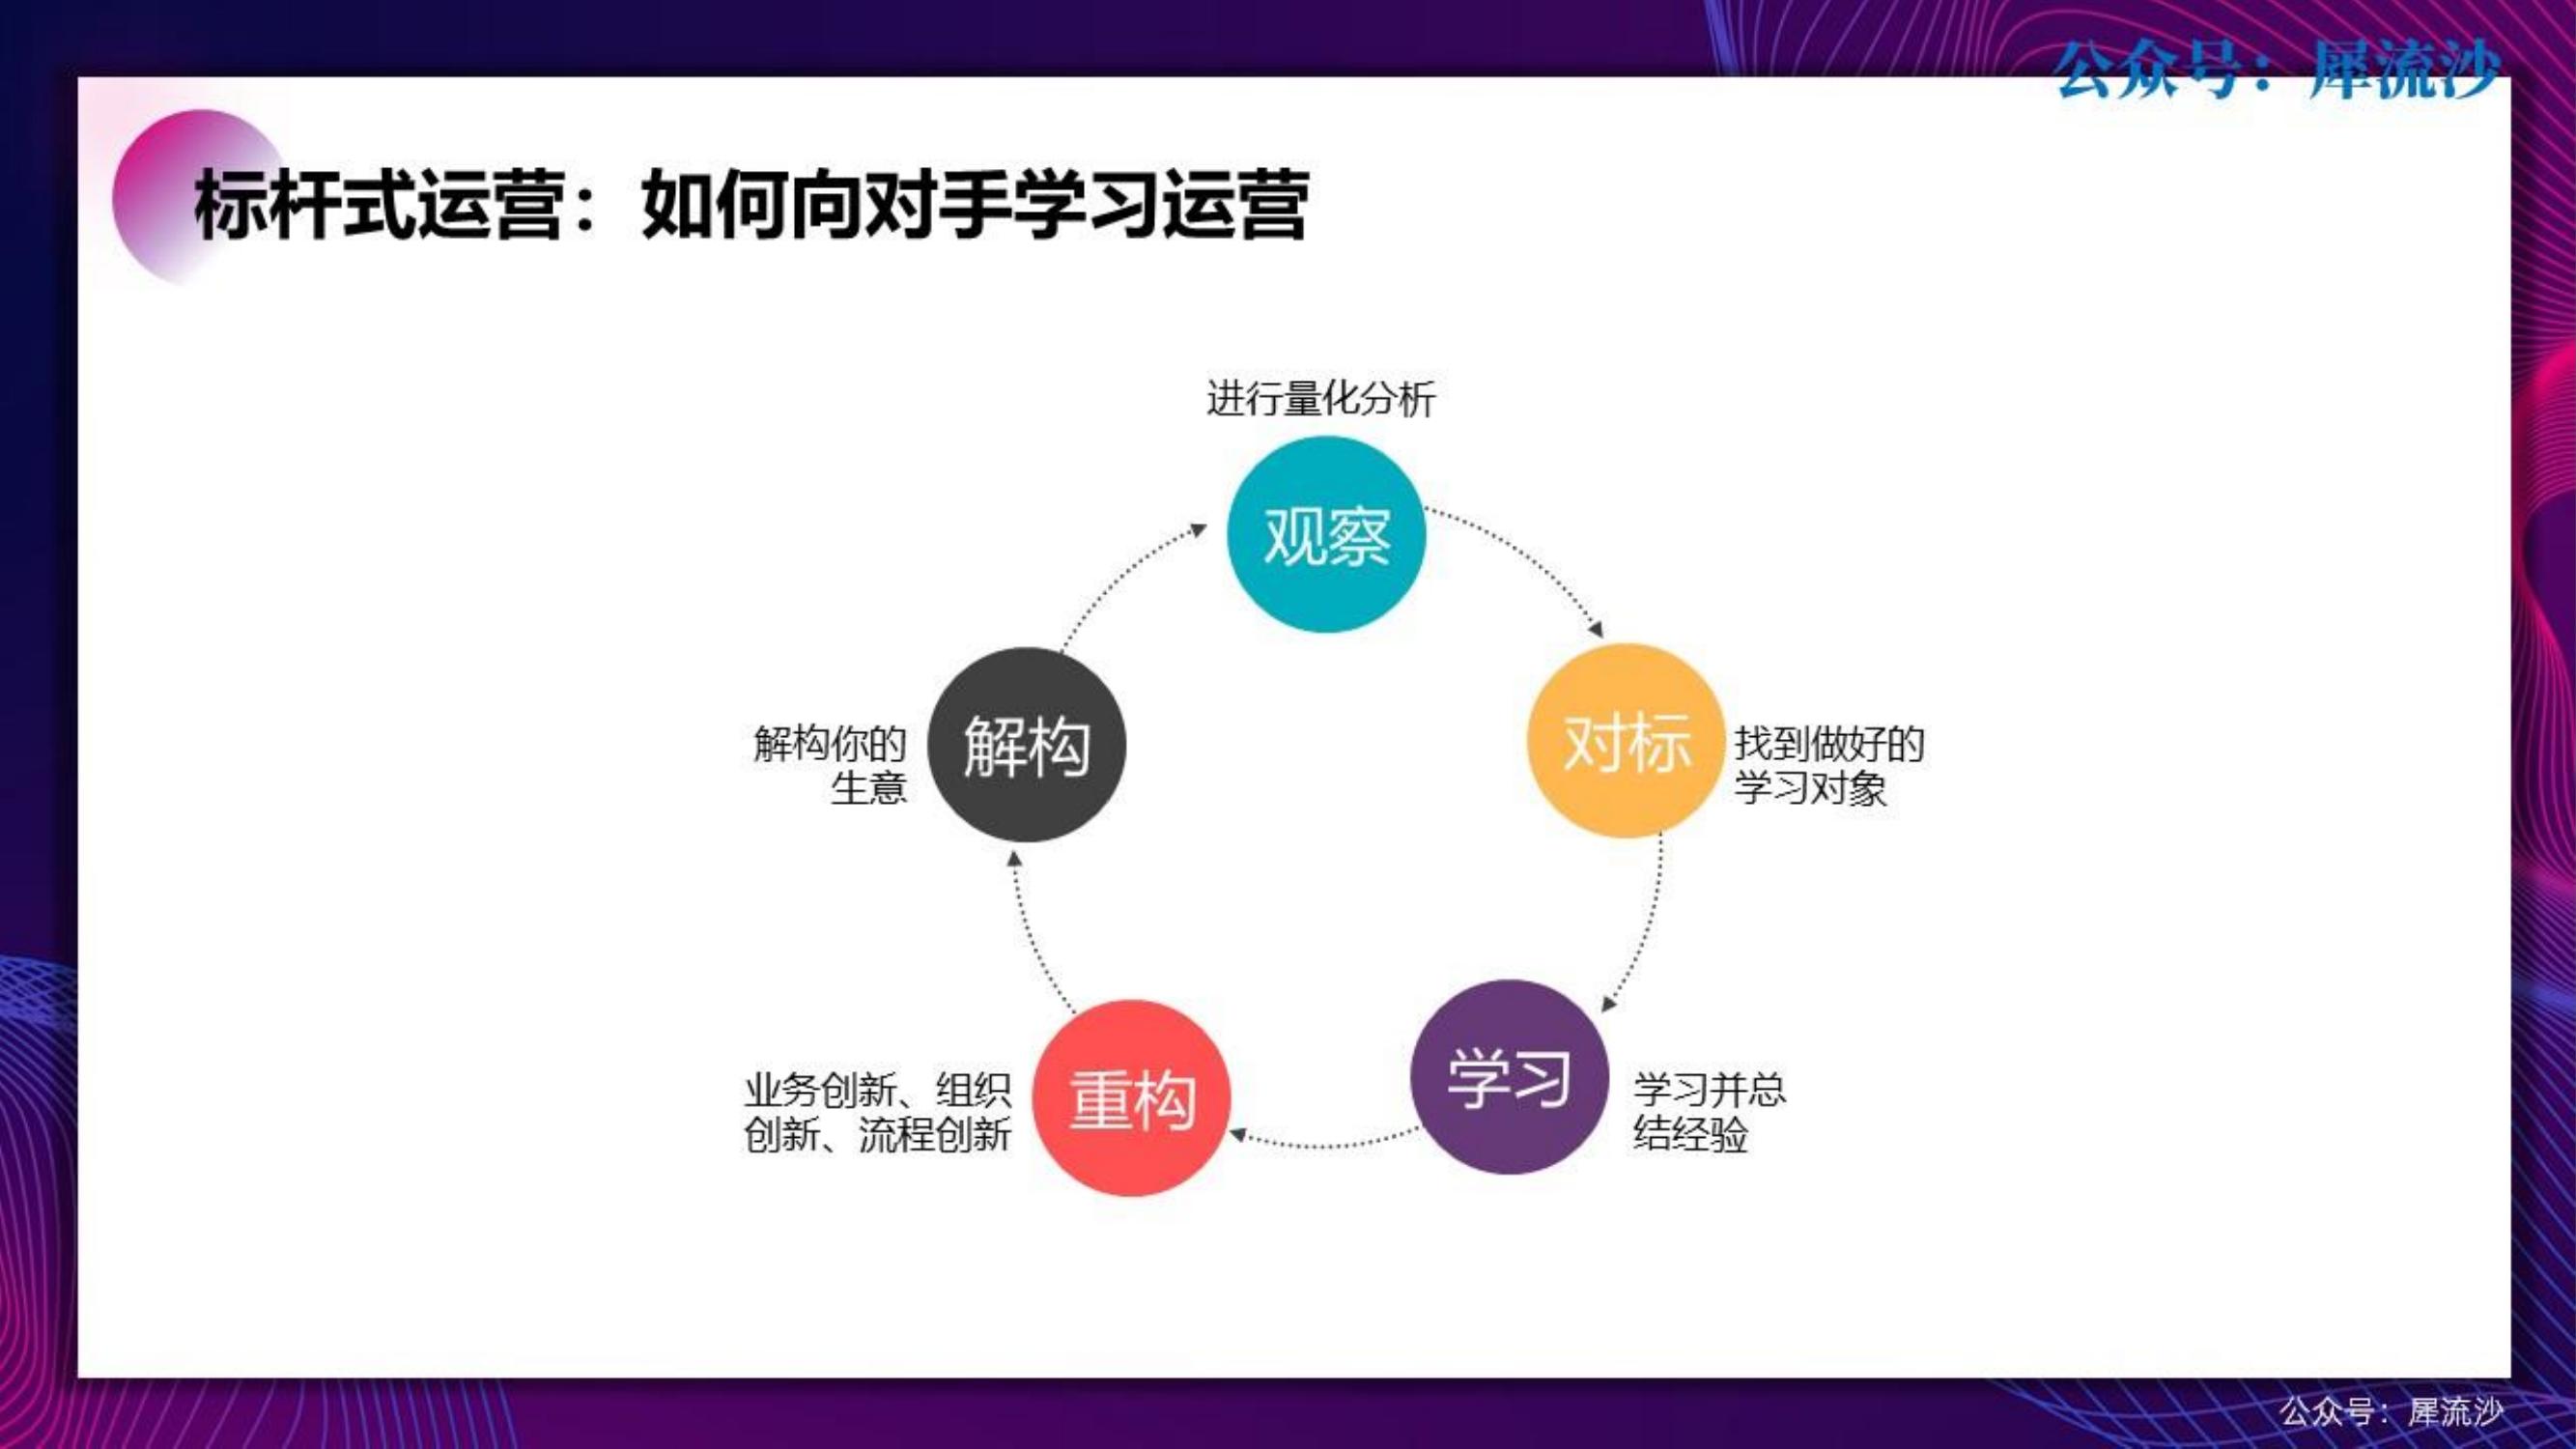 公众号：犀流沙
标杆式运营：如何向对手学习运营
进行量化分析
观察
对标
找到做好的
学习对象
学习
学习并总
结经验
重构
业务创新、组织
创新、流程创新
解构
解构你的
生意
公众号：犀流沙